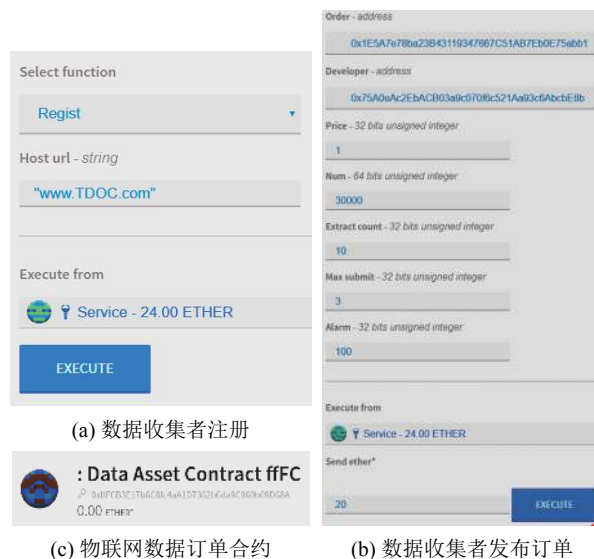 Select function
Regist
Host url - string
"www.TDOC.com"
Execute from
Service - 24.00 ETHER
EXECUTE
(a) 数据收集者注册
: Data Asset Contract ffFC
0.00 ETHER*
(c) 物联网数据订单合约
Order - address
Developer - address
Price - 32 bits unsigned integer
1
Num - 64 bits unsigned integer
30000
Extract count - 32 bits unsigned integer
10
Max submit - 32 bits unsigned integer
3
Alarm - 32 bits unsigned integer
100
Execute from
Service - 24.00 ETHER
Send ether*
20
EXECUTE
(b) 数据收集者发布订单